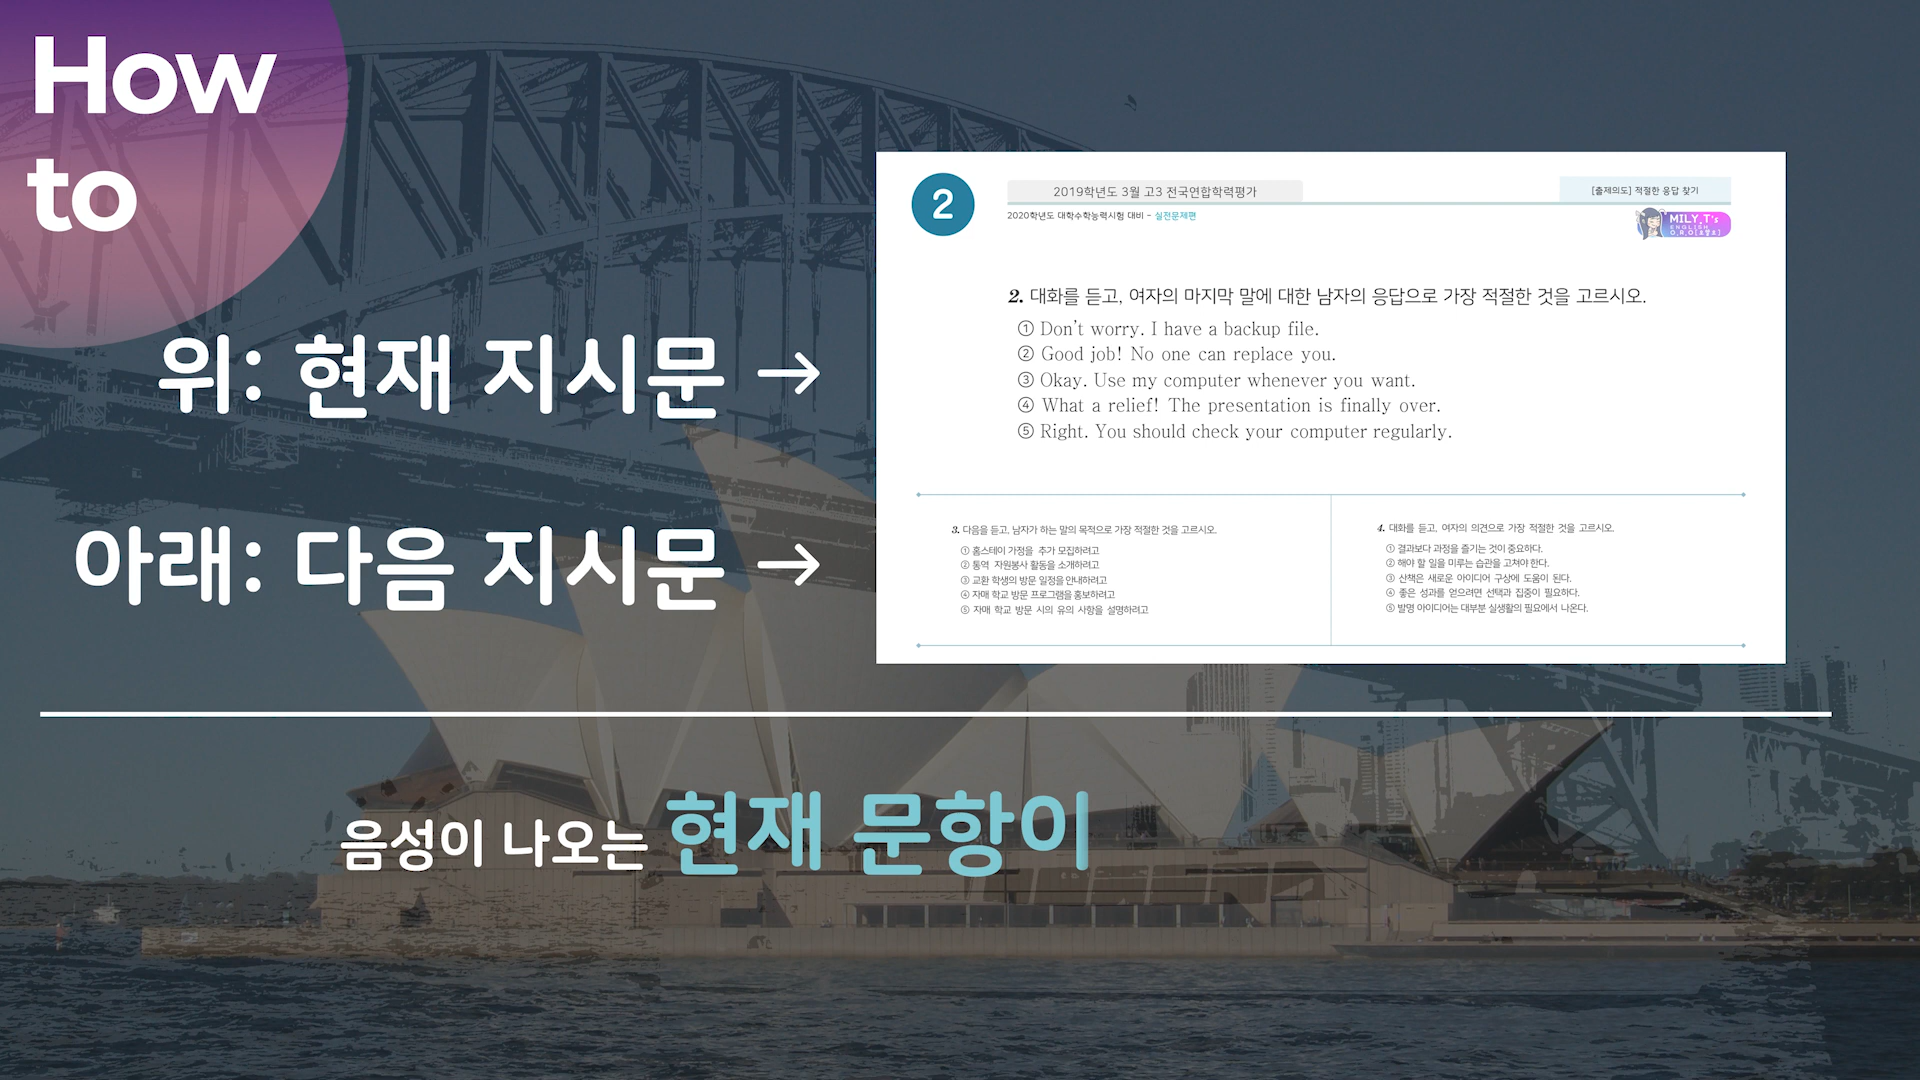 How
to
위: 현재 지시문 →
아래: 다음 지시문 →
2
2019학년도 3월 고3 전국연합학력평가
[출제의도] 적절한 응답 찾기
2020학년도 대학수학능력시험 대비 - 실전문제편
MILY.T's
ENGLISH
2. 대화를 듣고, 여자의 마지막 말에 대한 남자의 응답으로 가장 적절한 것을 고르시오.
① Don't worry. I have a backup file.
② Good job! No one can replace you.
③ Okay. Use my computer whenever you want.
④ What a relief! The presentation is finally over.
⑤ Right. You should check your computer regularly.
3. 다음을 듣고, 남자가 하는 말의 목적으로 가장 적절한 것을 고르시오.
① 홈스테이 가정을 추가 모집하려고
② 통역 자원봉사 활동을 소개하려고
③ 교환 학생의 방문 일정을 안내하려고
④ 자매 학교 방문 프로그램을 홍보하려고
⑤ 자매 학교 방문 시의 유의 사항을 설명하려고
4. 대화를 듣고, 여자의 의견으로 가장 적절한 것을 고르시오.
① 결과보다 과정을 즐기는 것이 중요하다.
② 해야 할 일을 미루는 습관을 고쳐야 한다.
③ 산책은 새로운 아이디어 구상에 도움이 된다.
④ 좋은 성과를 얻으려면 선택과 집중이 필요하다.
⑤ 발명 아이디어는 대부분 실생활의 필요에서 나온다.
음성이 나오는 현재 문항이